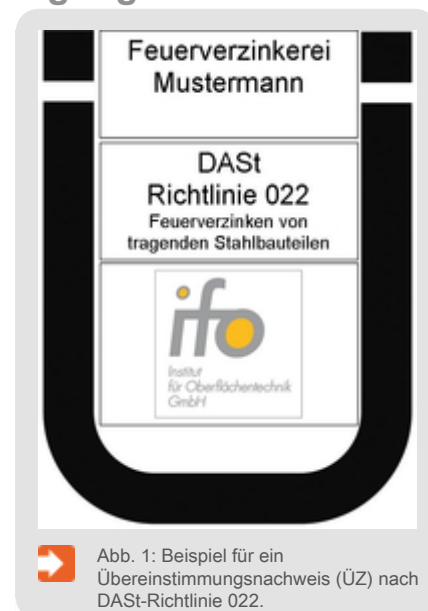 Feuerverzinkerei
Mustermann
DASt
Richtlinie 022
Feuerverzinken von
tragenden Stahlbauteilen
ifo
Institut
für Oberflächentechnik
GmbH
Abb. 1: Beispiel für ein
Übereinstimmungsnachweis (ÜZ) nach
DASt-Richtlinie 022.